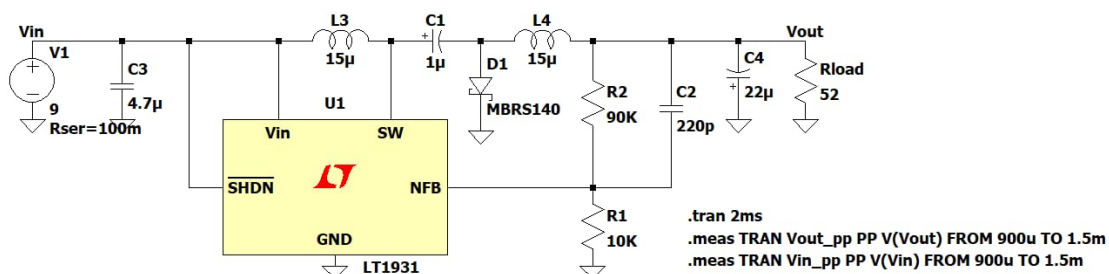 Vin
V1
9
Rser=100m
C3
4.7µ
L3
15µ
C1
1µ
L4
15µ
Vout
D1
MBRS140
R2
90K
C2
220p
C4
22µ
Rload
52
U1
Vin
SW
SHDN
NFB
GND
LT1931
R1
10K
.tran 2ms
.meas TRAN Vout_pp PP V(Vout) FROM 900u TO 1.5m
.meas TRAN Vin_pp PP V(Vin) FROM 900u TO 1.5m